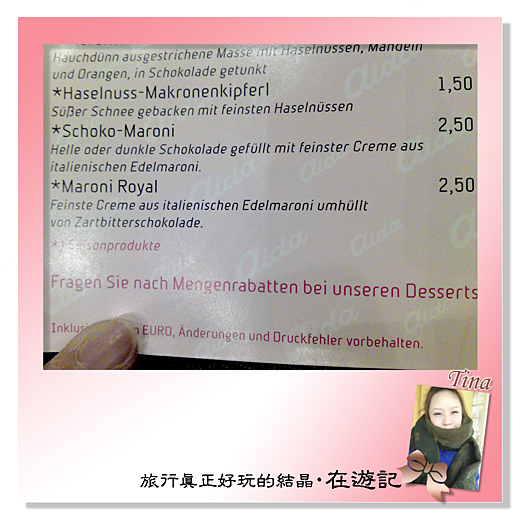 Hauchdünn ausgestrichene Masse mit Haselnüssen, Mandeln
und Orangen, in Schokolade getunkt
*Haselnuss-Makronenkipferl 1,50
Süßer Schnee gebacken mit feinsten Haselnüssen
*Schoko-Maroni 2,50
Helle oder dunkle Schokolade gefüllt mit feinster Creme aus
italienischen Edelmaroni.
*Maroni Royal 2,50
Feinste Creme aus italienischen Edelmaroni umhüllt
von Zartbitterschokolade.
*) Saisonprodukte
Fragen Sie nach Mengenrabatten bei unseren Desserts
EURO, Änderungen und Druckfehler vorbehalten.
aida
Tina
旅行真正好玩的結晶·在遊記